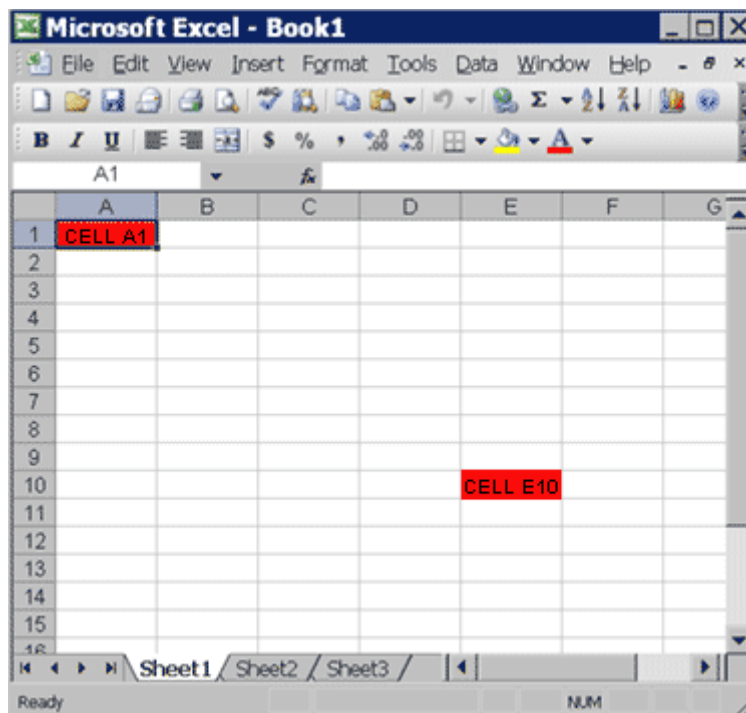 Microsoft Excel - Book1
File Edit View Insert Format Tools Data Window Help
B I U $ % , A
A1 fx
A B C D E F G
1 CELL A1
2
3
4
5
6
7
8
9
10 CELL E10
11
12
13
14
15
16
Sheet1 Sheet2 Sheet3
Ready NUM